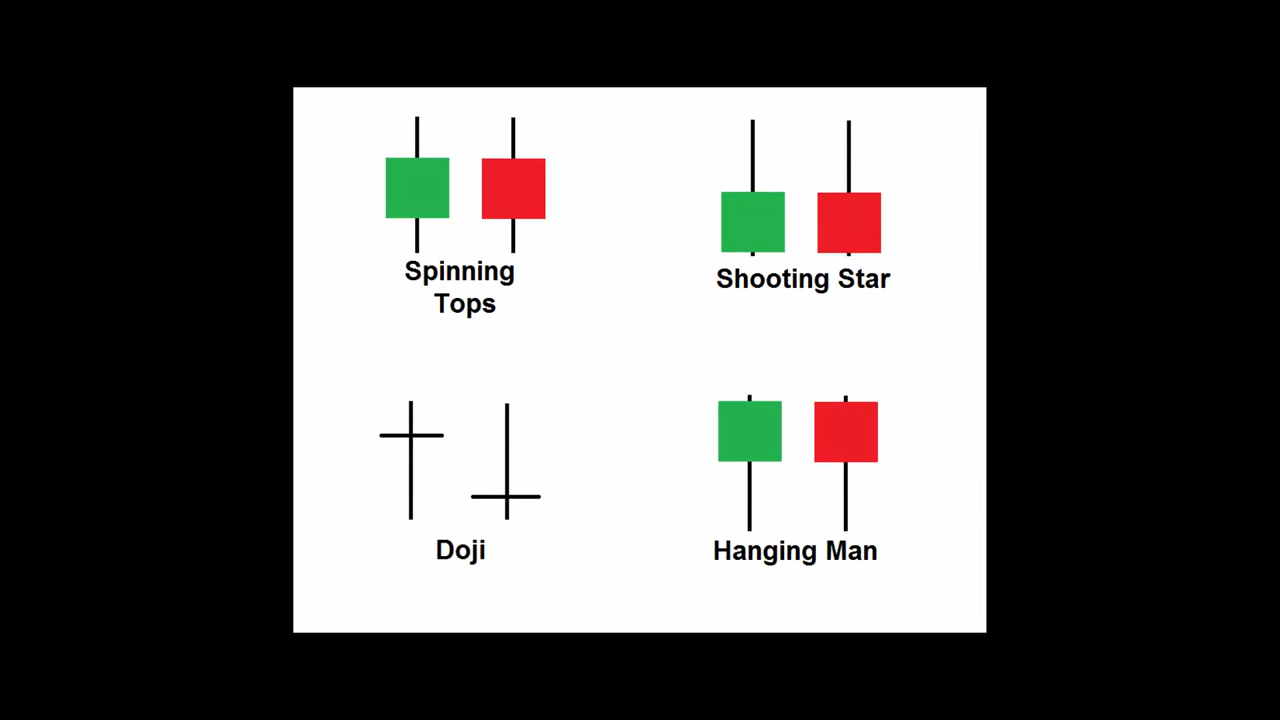 Spinning
Tops
Shooting Star
Doji
Hanging Man